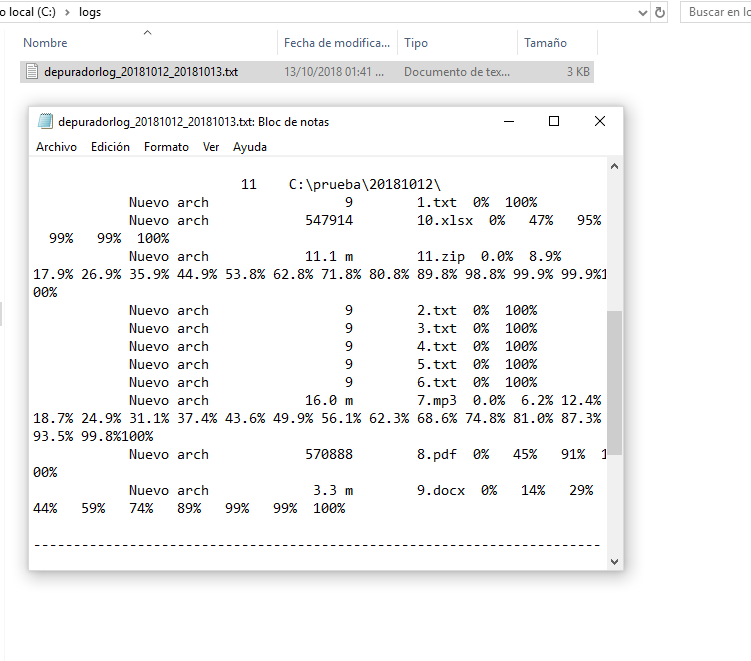 o local (C:) > logs Buscar en lo
Nombre Fecha de modifica... Tipo Tamaño
depuradorlog_20181012_20181013.txt 13/10/2018 01:41 ... Documento de tex... 3 KB
depuradorlog_20181012_20181013.txt: Bloc de notas
Archivo Edición Formato Ver Ayuda
11 C:\prueba\20181012\
Nuevo arch 9 1.txt 0% 100%
Nuevo arch 547914 10.xlsx 0% 47% 95%
99% 99% 100%
Nuevo arch 11.1 m 11.zip 0.0% 8.9%
17.9% 26.9% 35.9% 44.9% 53.8% 62.8% 71.8% 80.8% 89.8% 98.8% 99.9% 99.9%1
00%
Nuevo arch 9 2.txt 0% 100%
Nuevo arch 9 3.txt 0% 100%
Nuevo arch 9 4.txt 0% 100%
Nuevo arch 9 5.txt 0% 100%
Nuevo arch 9 6.txt 0% 100%
Nuevo arch 16.0 m 7.mp3 0.0% 6.2% 12.4%
18.7% 24.9% 31.1% 37.4% 43.6% 49.9% 56.1% 62.3% 68.6% 74.8% 81.0% 87.3%
93.5% 99.8%100%
Nuevo arch 570888 8.pdf 0% 45% 91% 1
00%
Nuevo arch 3.3 m 9.docx 0% 14% 29%
44% 59% 74% 89% 99% 99% 100%
-----------------------------------------------------------------------